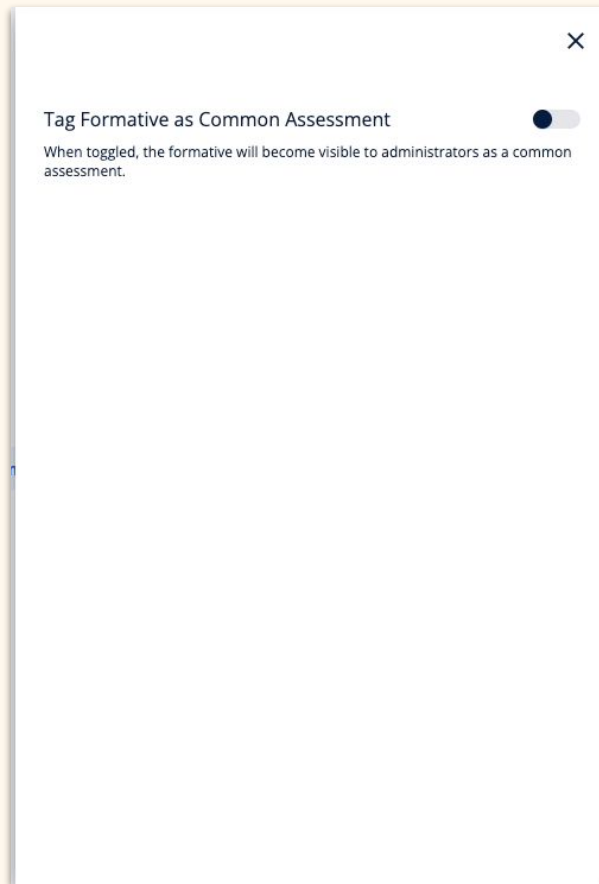 Tag Formative as Common Assessment
When toggled, the formative will become visible to administrators as a common
assessment.